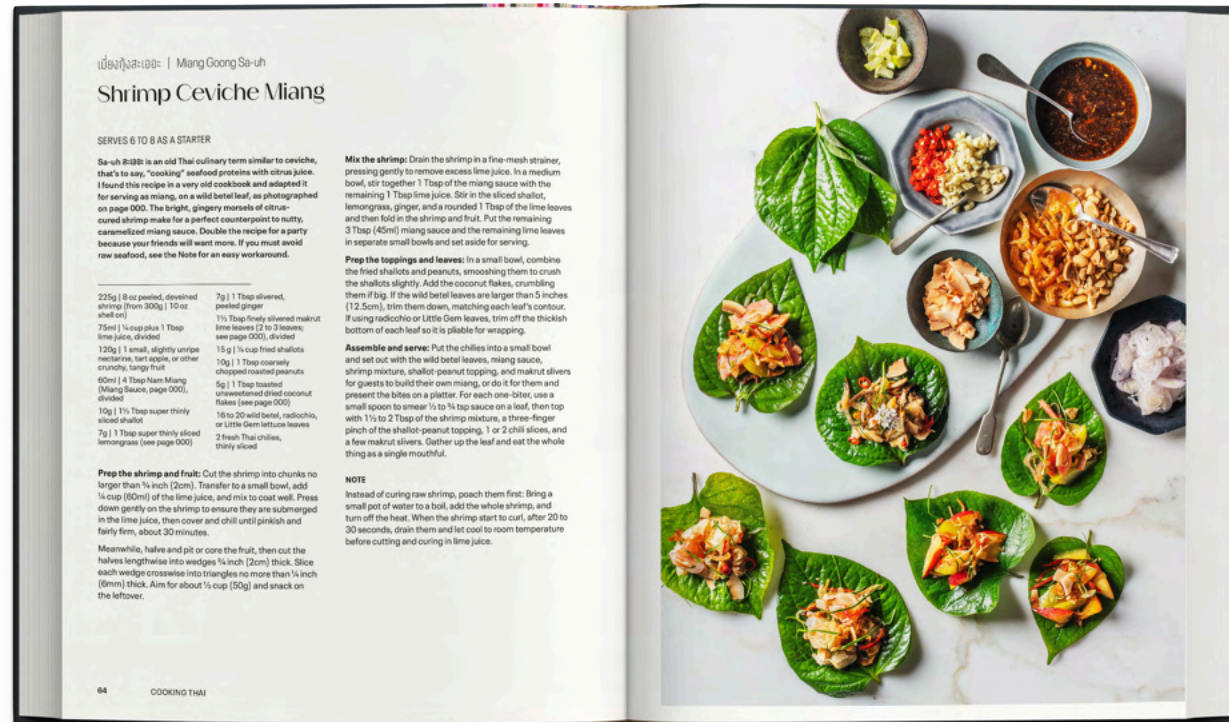 เมี่ยงกุ้งสะเออะ | Miang Goong Sa-uh
Shrimp Ceviche Miang
SERVES 6 TO 8 AS A STARTER
Sa-uh สะเออะ is an old Thai culinary term similar to ceviche,
that's to say, “cooking” seafood proteins with citrus juice.
I found this recipe in a very old cookbook and adapted it
for serving as miang, on a wild betel leaf, as photographed
on page 000. The bright, gingery morsels of citrus-
cured shrimp make for a perfect counterpoint to nutty,
caramelized miang sauce. Double the recipe for a party
because your friends will want more. If you must avoid
raw seafood, see the Note for an easy workaround.
225g | 8 oz peeled, deveined
shrimp (from 300g | 10 oz
shell on)
75ml | ¼ cup plus 1 Tbsp
lime juice, divided
120g | 1 small, slightly unripe
nectarine, tart apple, or other
crunchy, tangy fruit
60ml | 4 Tbsp Nam Miang
(Miang Sauce, page 000),
divided
10g | 1½ Tbsp super thinly
sliced shallot
7g | 1 Tbsp super thinly sliced
lemongrass (see page 000)
7g | 1 Tbsp slivered,
peeled ginger
1½ Tbsp finely slivered makrut
lime leaves (2 to 3 leaves;
see page 000), divided
15 g | ¼ cup fried shallots
10g | 1 Tbsp coarsely
chopped roasted peanuts
5g | 1 Tbsp toasted
unsweetened dried coconut
flakes (see page 000)
16 to 20 wild betel, radicchio,
or Little Gem lettuce leaves
2 fresh Thai chilies,
thinly sliced
Prep the shrimp and fruit: Cut the shrimp into chunks no
larger than ¾ inch (2cm). Transfer to a small bowl, add
¼ cup (60ml) of the lime juice, and mix to coat well. Press
down gently on the shrimp to ensure they are submerged
in the lime juice, then cover and chill until pinkish and
fairly firm, about 30 minutes.
Meanwhile, halve and pit or core the fruit, then cut the
halves lengthwise into wedges ¾ inch (2cm) thick. Slice
each wedge crosswise into triangles no more than ¼ inch
(6mm) thick. Aim for about ½ cup (50g) and snack on
the leftover.
Mix the shrimp: Drain the shrimp in a fine-mesh strainer,
pressing gently to remove excess lime juice. In a medium
bowl, stir together 1 Tbsp of the miang sauce with the
remaining 1 Tbsp lime juice. Stir in the sliced shallot,
lemongrass, ginger, and a rounded 1 Tbsp of the lime leaves
and then fold in the shrimp and fruit. Put the remaining
3 Tbsp (45ml) miang sauce and the remaining lime leaves
in separate small bowls and set aside for serving.
Prep the toppings and leaves: In a small bowl, combine
the fried shallots and peanuts, smooshing them to crush
the shallots slightly. Add the coconut flakes, crumbling
them if big. If the wild betel leaves are larger than 5 inches
(12.5cm), trim them down, matching each leaf's contour.
If using radicchio or Little Gem leaves, trim off the thickish
bottom of each leaf so it is pliable for wrapping.
Assemble and serve: Put the chilies into a small bowl
and set out with the wild betel leaves, miang sauce,
shrimp mixture, shallot-peanut topping, and makrut slivers
for guests to build their own miang, or do it for them and
present the bites on a platter. For each one-biter, use a
small spoon to smear ½ to ¾ tsp sauce on a leaf, then top
with 1½ to 2 Tbsp of the shrimp mixture, a three-finger
pinch of the shallot-peanut topping, 1 or 2 chili slices, and
a few makrut slivers. Gather up the leaf and eat the whole
thing as a single mouthful.
NOTE
Instead of curing raw shrimp, poach them first: Bring a
small pot of water to a boil, add the whole shrimp, and
turn off the heat. When the shrimp start to curl, after 20 to
30 seconds, drain them and let cool to room temperature
before cutting and curing in lime juice.
64 COOKING THAI